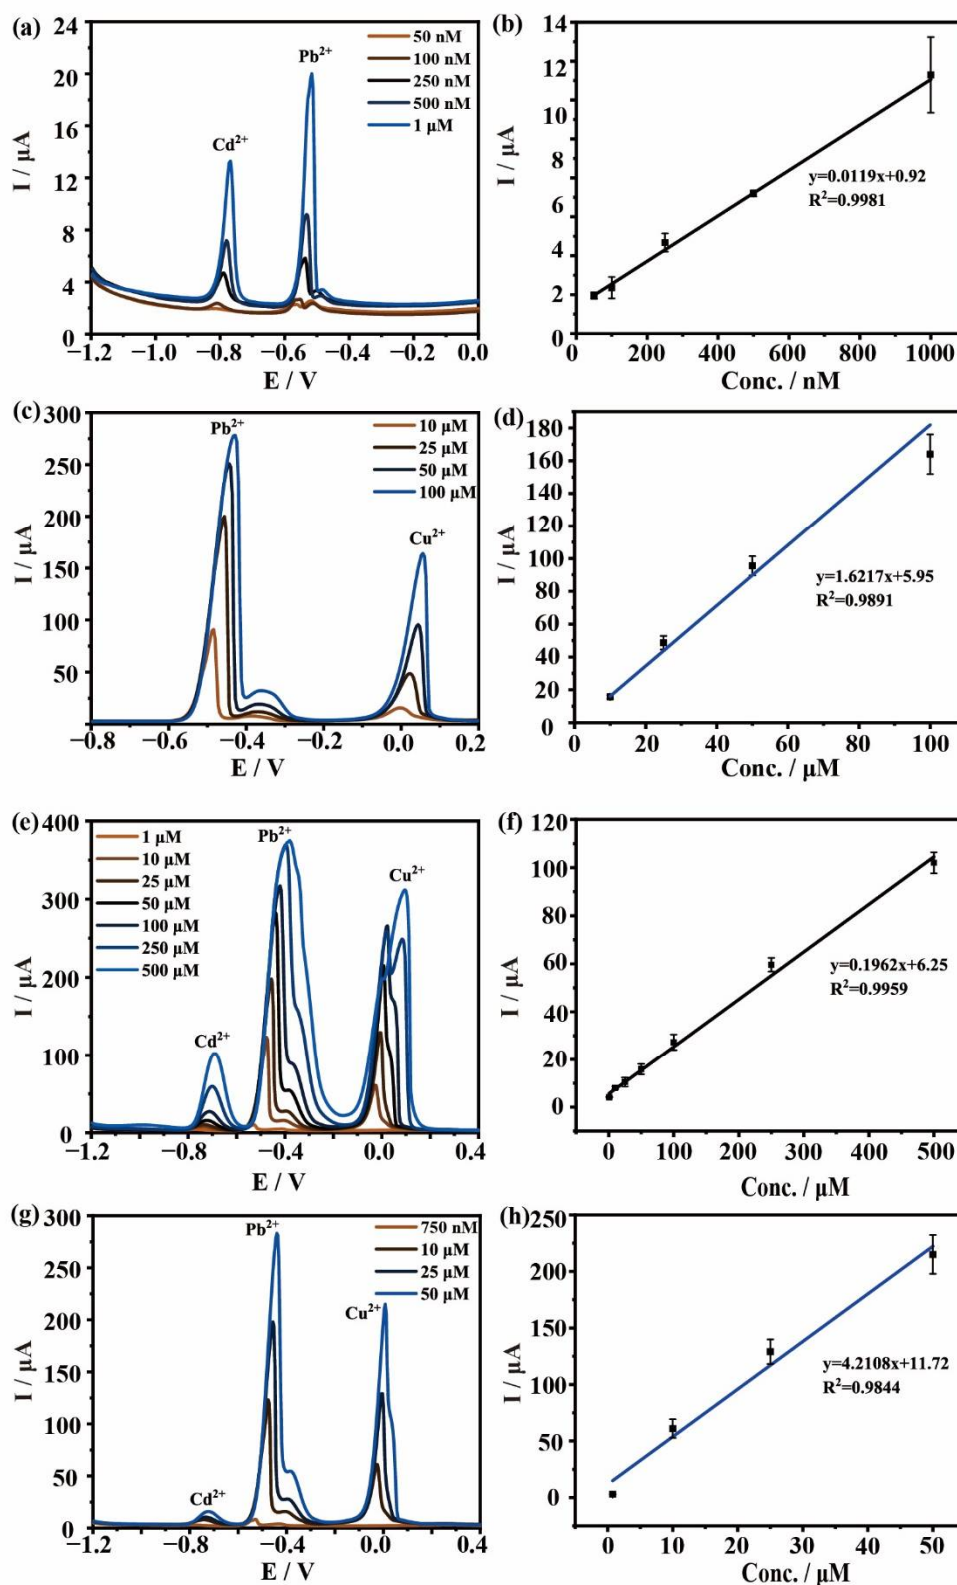 (a)
24
20
16
12
8
4
0
I / μA
−1.2
−1.0
−0.8
−0.6
−0.4
−0.2
0.0
E / V
Cd²⁺
Pb²⁺
50 nM
100 nM
250 nM
500 nM
1 μM
(b)
14
12
10
8
6
4
2
0
I / μA
0
200
400
600
800
1000
Conc. / nM
y=0.0119x+0.92
R²=0.9981
(c)
300
250
200
150
100
50
0
I / μA
−0.8
−0.6
−0.4
−0.2
0.0
0.2
E / V
Pb²⁺
Cu²⁺
10 μM
25 μM
50 μM
100 μM
(d)
180
160
140
120
100
80
60
40
20
0
I / μA
0
20
40
60
80
100
Conc. / μM
y=1.6217x+5.95
R²=0.9891
(e)
400
300
200
100
0
I / μA
−1.2
−0.8
−0.4
0.0
0.4
E / V
1 μM
10 μM
25 μM
50 μM
100 μM
250 μM
500 μM
Cd²⁺
Pb²⁺
Cu²⁺
(f)
120
100
80
60
40
20
0
I / μA
0
100
200
300
400
500
Conc. / μM
y=0.1962x+6.25
R²=0.9959
(g)
300
250
200
150
100
50
0
I / μA
−1.2
−0.8
−0.4
0.0
0.4
E / V
Cd²⁺
Pb²⁺
Cu²⁺
750 nM
10 μM
25 μM
50 μM
(h)
250
200
150
100
50
0
I / μA
0
10
20
30
40
50
Conc. / μM
y=4.2108x+11.72
R²=0.9844